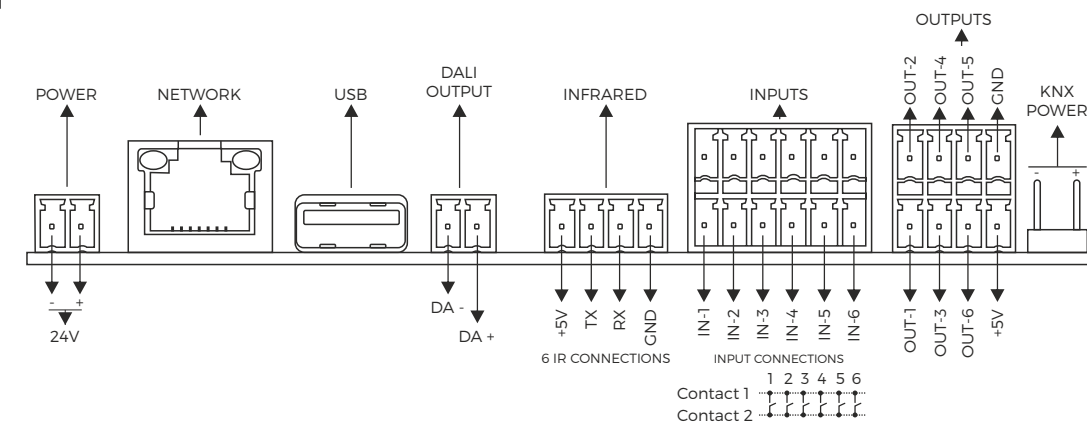 OUTPUTS
OUT-2
OUT-4
OUT-5
GND
POWER
NETWORK
USB
DALI
OUTPUT
INFRARED
INPUTS
KNX
POWER
- +
- +
24V
DA -
DA +
+5V
TX
RX
GND
6 IR CONNECTIONS
IN-1
IN-2
IN-3
IN-4
IN-5
IN-6
OUT-1
OUT-3
OUT-6
+5V
INPUT CONNECTIONS
1 2 3 4 5 6
Contact 1
Contact 2